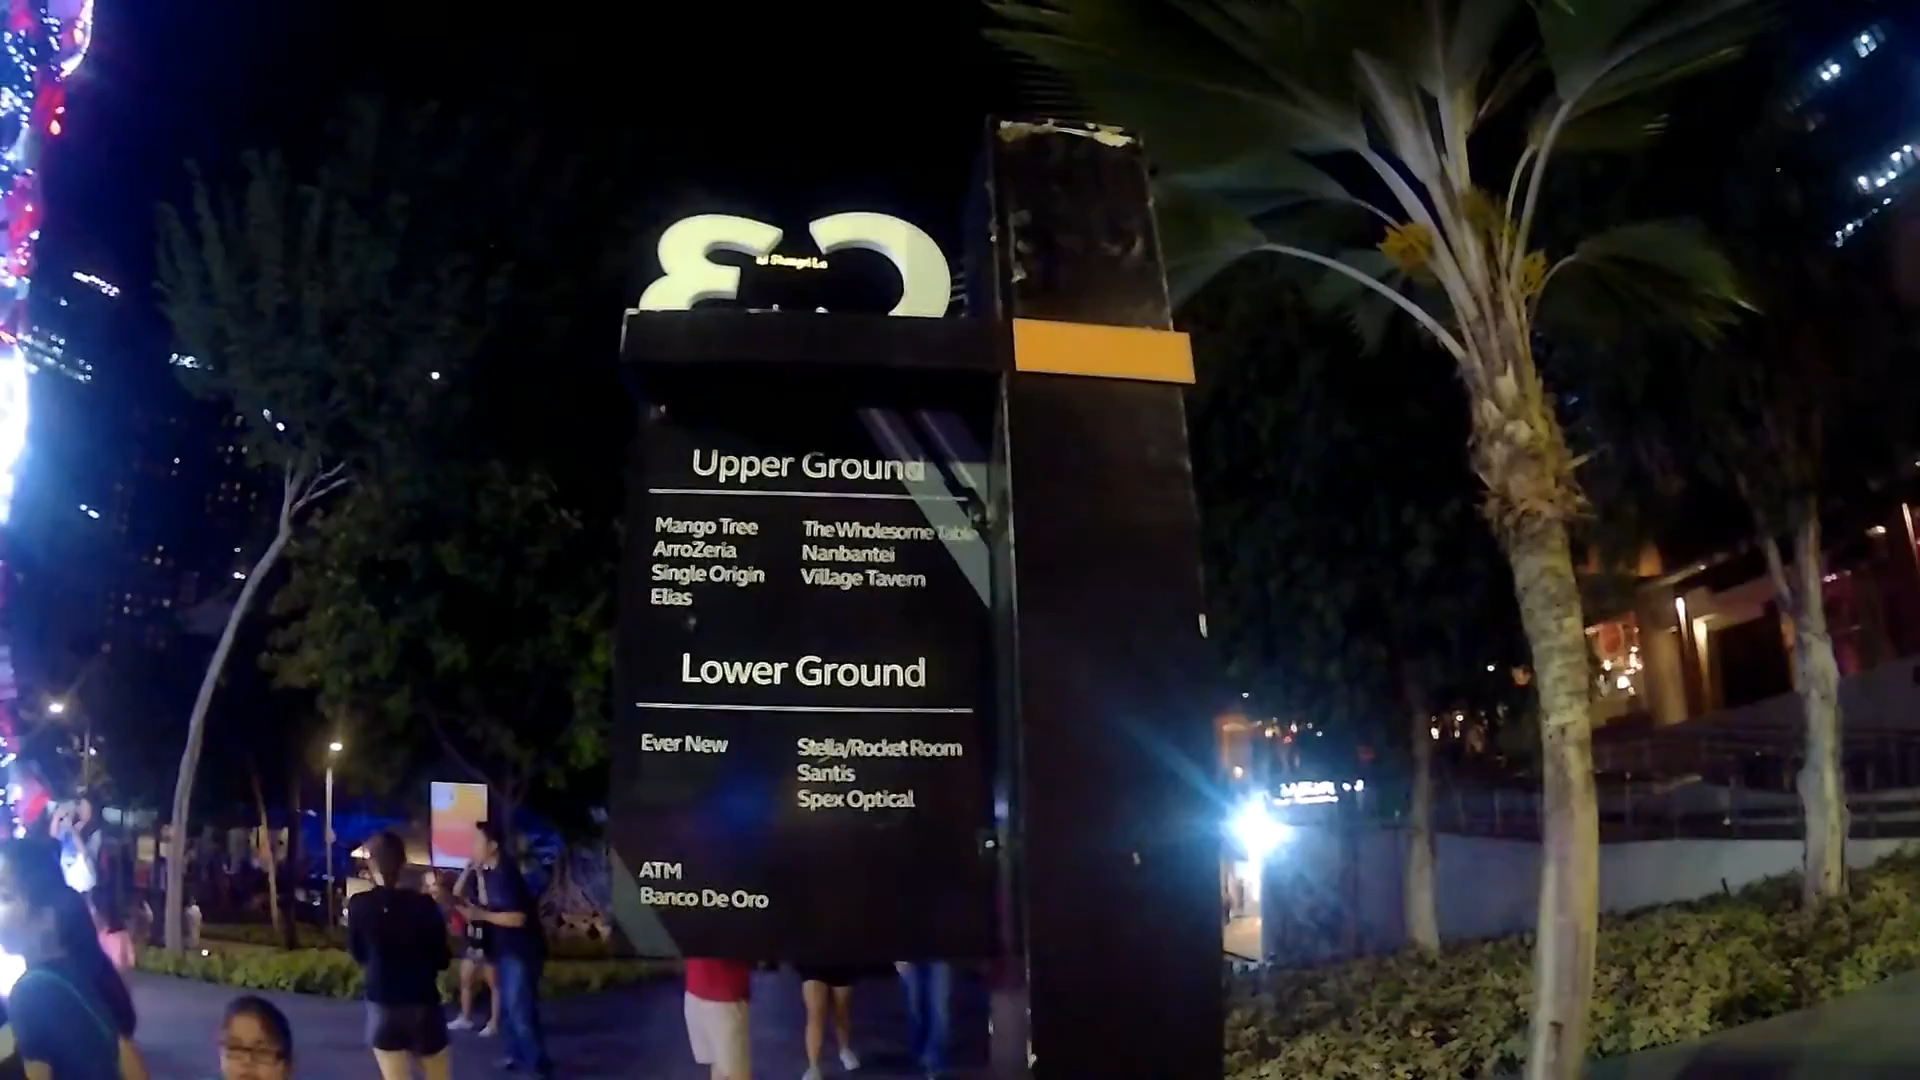 Upper Ground
Mango Tree
ArroZeria
Single Origin
Elias
The Wholesome Table
Nanbantei
Village Tavern
Lower Ground
Ever New
Stella/Rocket Room
Santis
Spex Optical
ATM
Banco De Oro